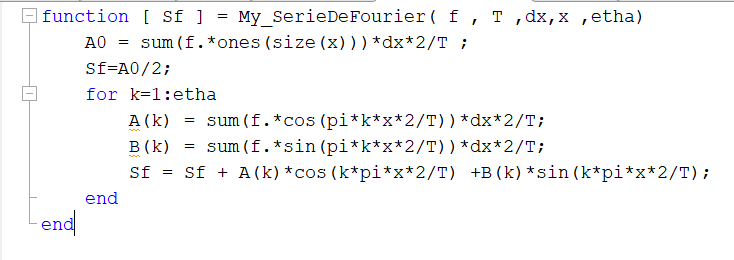 function [ Sf ] = My_SerieDeFourier( f , T ,dx,x ,etha)
A0 = sum(f.*ones(size(x)))*dx*2/T ;
Sf=A0/2;
for k=1:etha
A(k) = sum(f.*cos(pi*k*x*2/T))*dx*2/T;
B(k) = sum(f.*sin(pi*k*x*2/T))*dx*2/T;
Sf = Sf + A(k)*cos(k*pi*x*2/T) +B(k)*sin(k*pi*x*2/T);
end
end